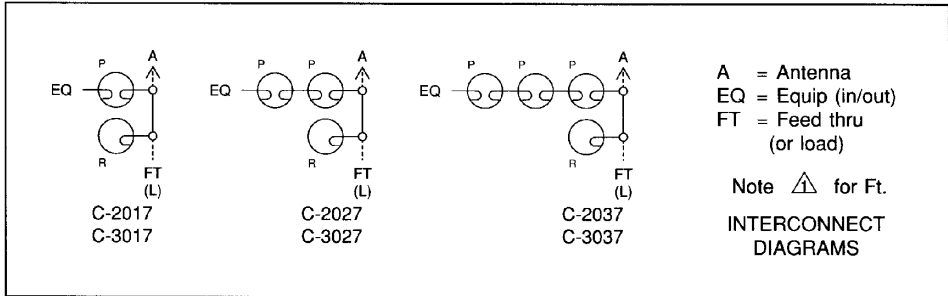 P A
EQ
R
FT
(L)
C-2017
C-3017
P P A
EQ
R
FT
(L)
C-2027
C-3027
P P P A
EQ
R
FT
(L)
C-2037
C-3037
A = Antenna
EQ = Equip (in/out)
FT = Feed thru
(or load)
Note 1 for Ft.
INTERCONNECT
DIAGRAMS